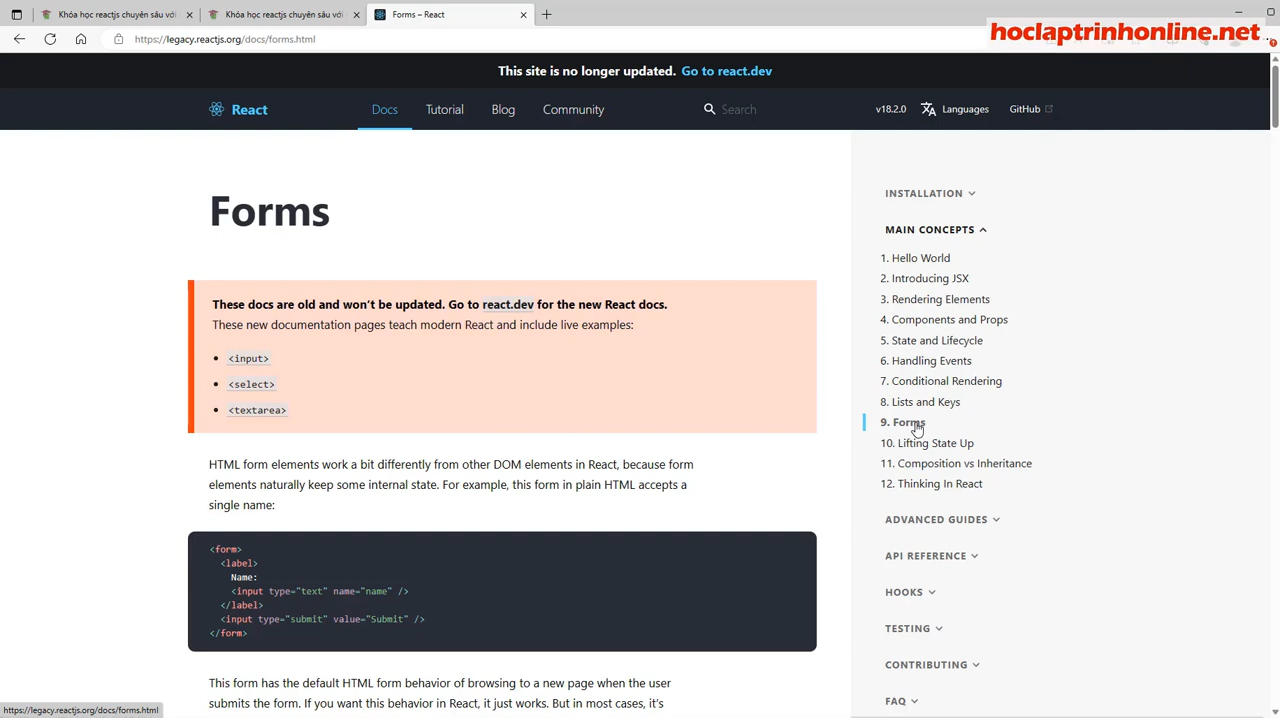 Khóa học reactjs chuyên sâu với
Khóa học reactjs chuyên sâu với
Forms – React
https://legacy.reactjs.org/docs/forms.html
hoclaptrinhonline.net
This site is no longer updated. Go to react.dev
React
Docs
Tutorial
Blog
Community
Search
v18.2.0
Languages
GitHub
Forms
These docs are old and won’t be updated. Go to react.dev for the new React docs.
These new documentation pages teach modern React and include live examples:
<input>
<select>
<textarea>
HTML form elements work a bit differently from other DOM elements in React, because form
elements naturally keep some internal state. For example, this form in plain HTML accepts a
single name:
<form>
<label>
Name:
<input type="text" name="name" />
</label>
<input type="submit" value="Submit" />
</form>
This form has the default HTML form behavior of browsing to a new page when the user
submits the form. If you want this behavior in React, it just works. But in most cases, it’s
INSTALLATION
MAIN CONCEPTS
1. Hello World
2. Introducing JSX
3. Rendering Elements
4. Components and Props
5. State and Lifecycle
6. Handling Events
7. Conditional Rendering
8. Lists and Keys
9. Forms
10. Lifting State Up
11. Composition vs Inheritance
12. Thinking In React
ADVANCED GUIDES
API REFERENCE
HOOKS
TESTING
CONTRIBUTING
FAQ
https://legacy.reactjs.org/docs/forms.html